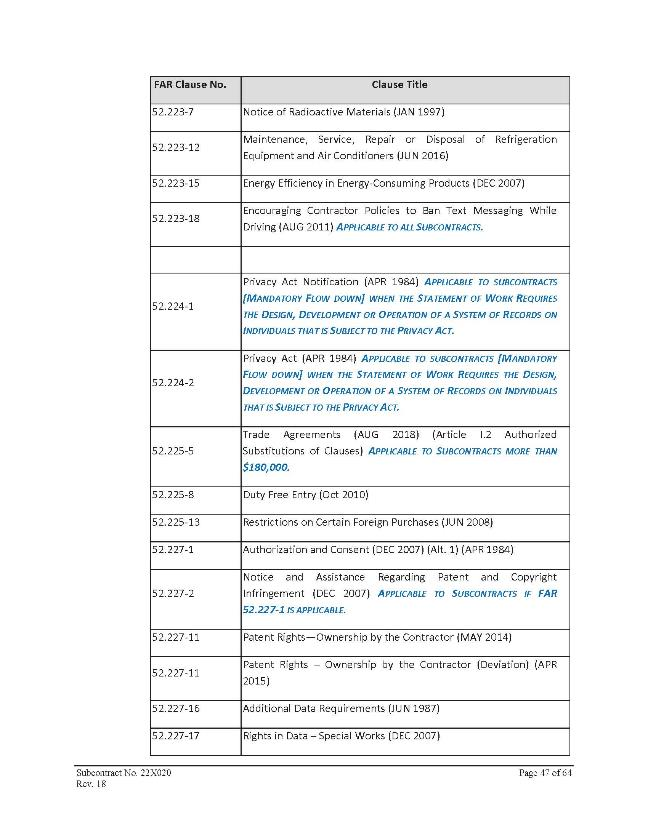 FAR Clause No. Clause Title
52.223-7 Notice of Radioactive Materials (JAN 1997)
52.223-12 Maintenance, Service, Repair or Disposal of Refrigeration
Equipment and Air Conditioners (JUN 2016)
52.223-15 Energy Efficiency in Energy-Consuming Products (DEC 2007)
52.223-18 Encouraging Contractor Policies to Ban Text Messaging While
Driving (AUG 2011) APPLICABLE TO ALL SUBCONTRACTS.
52.224-1 Privacy Act Notification (APR 1984) APPLICABLE TO SUBCONTRACTS
[MANDATORY FLOW DOWN] WHEN THE STATEMENT OF WORK REQUIRES
THE DESIGN, DEVELOPMENT OR OPERATION OF A SYSTEM OF RECORDS ON
INDIVIDUALS THAT IS SUBJECT TO THE PRIVACY ACT.
52.224-2 Privacy Act (APR 1984) APPLICABLE TO SUBCONTRACTS [MANDATORY
FLOW DOWN] WHEN THE STATEMENT OF WORK REQUIRES THE DESIGN,
DEVELOPMENT OR OPERATION OF A SYSTEM OF RECORDS ON INDIVIDUALS
THAT IS SUBJECT TO THE PRIVACY ACT.
52.225-5 Trade Agreements (AUG 2018) (Article I.2 Authorized
Substitutions of Clauses) APPLICABLE TO SUBCONTRACTS MORE THAN
$180,000.
52.225-8 Duty Free Entry (Oct 2010)
52.225-13 Restrictions on Certain Foreign Purchases (JUN 2008)
52.227-1 Authorization and Consent (DEC 2007) (Alt. 1) (APR 1984)
52.227-2 Notice and Assistance Regarding Patent and Copyright
Infringement (DEC 2007) APPLICABLE TO SUBCONTRACTS IF FAR
52.227-1 IS APPLICABLE.
52.227-11 Patent Rights—Ownership by the Contractor (MAY 2014)
52.227-11 Patent Rights – Ownership by the Contractor (Deviation) (APR
2015)
52.227-16 Additional Data Requirements (JUN 1987)
52.227-17 Rights in Data – Special Works (DEC 2007)
Subcontract No. 22X020 Page 47 of 64
Rev. 18